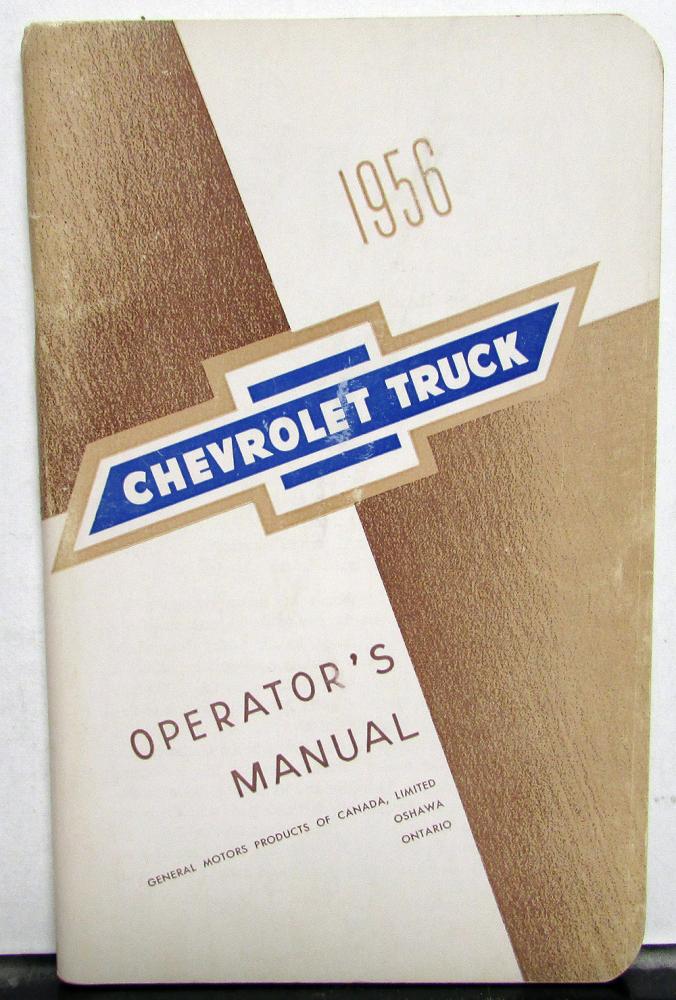 1956
CHEVROLET TRUCK
OPERATOR'S
MANUAL
GENERAL MOTORS PRODUCTS OF CANADA, LIMITED
OSHAWA
ONTARIO